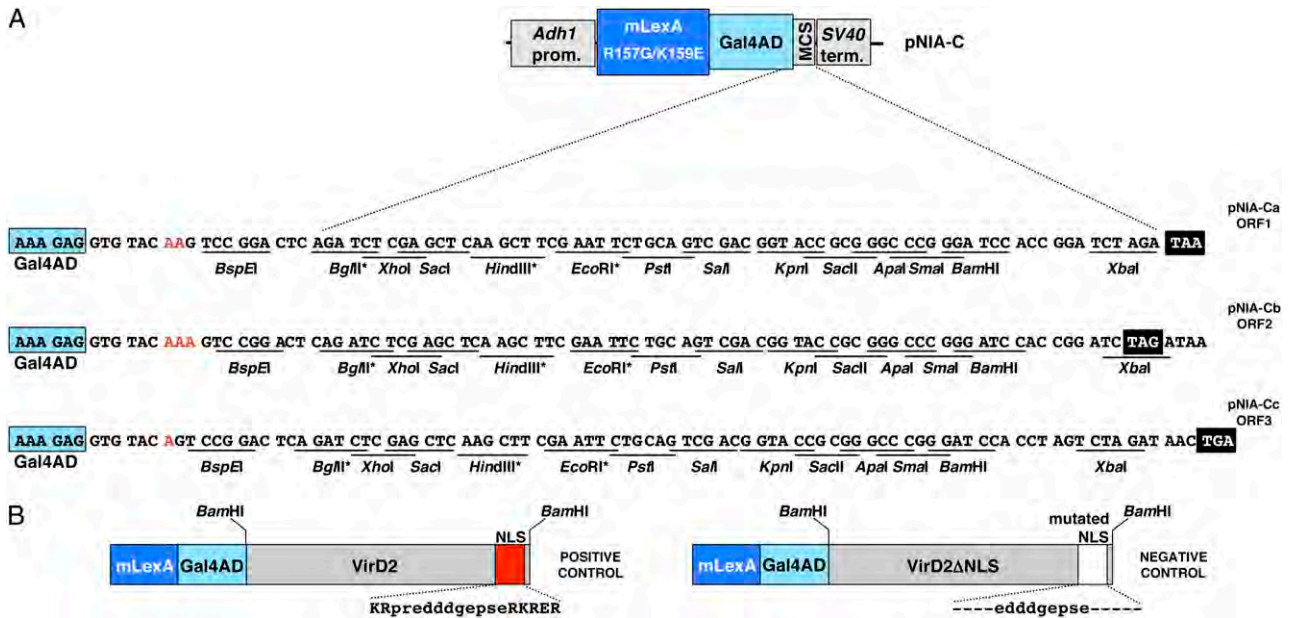 A
Adh1 prom.
mLexA R157G/K159E
Gal4AD
MCS
SV40 term.
pNIA-C
pNIA-Ca
ORF1
AAA GAG GTG TAC AAG TCC GGA CTC AGA TCT CGA GCT CAA GCT TCG AAT TCT GCA GTC GAC GGT ACC GCG GGC CCG GGA TCC ACC GGA TCT AGA TAA
Gal4AD
BspEI BglII* XhoI SacI HindIII* EcoRI* PstI SalI KpnI SacII ApaI SmaI BamHI XbaI
pNIA-Cb
ORF2
AAA GAG GTG TAC AAA GTC CGG ACT CAG ATC TCG AGC TCA AGC TTC GAA TTC TGC AGT CGA CGG TAC CGC GGG CCC GGG ATC CAC CGG ATC TAG ATAA
Gal4AD
BspEI BglII* XhoI SacI HindIII* EcoRI* PstI SalI KpnI SacII ApaI SmaI BamHI XbaI
pNIA-Cc
ORF3
AAA GAG GTG TAC AGT CCG GAC TCA GAT CTC GAG CTC AAG CTT CGA ATT CTG CAG TCG ACG GTA CCG CGG GCC CGG GAT CCA CCT AGT CTA GAT AAC TGA
Gal4AD
BspEI BglII* XhoI SacI HindIII* EcoRI* PstI SalI KpnI SacII ApaI SmaI BamHI XbaI
B
BamHI
BamHI
NLS
mLexA Gal4AD VirD2
POSITIVE CONTROL
KRpredddgepseRKRER
BamHI
BamHI
mutated NLS
mLexA Gal4AD VirD2ΔNLS
NEGATIVE CONTROL
----edddgepse-----